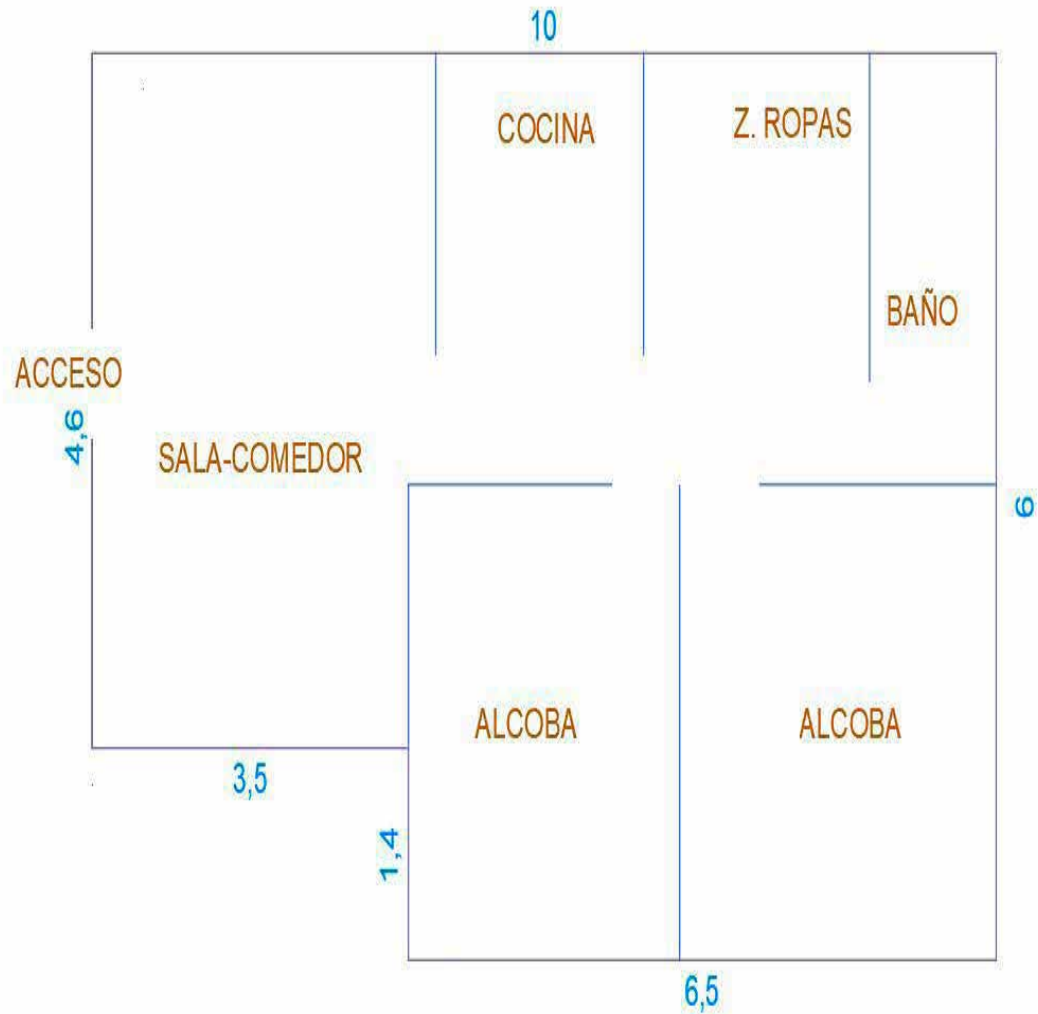 10
COCINA
Z. ROPAS
BAÑO
ACCESO
4,6
SALA-COMEDOR
6
ALCOBA
ALCOBA
3,5
1,4
6,5